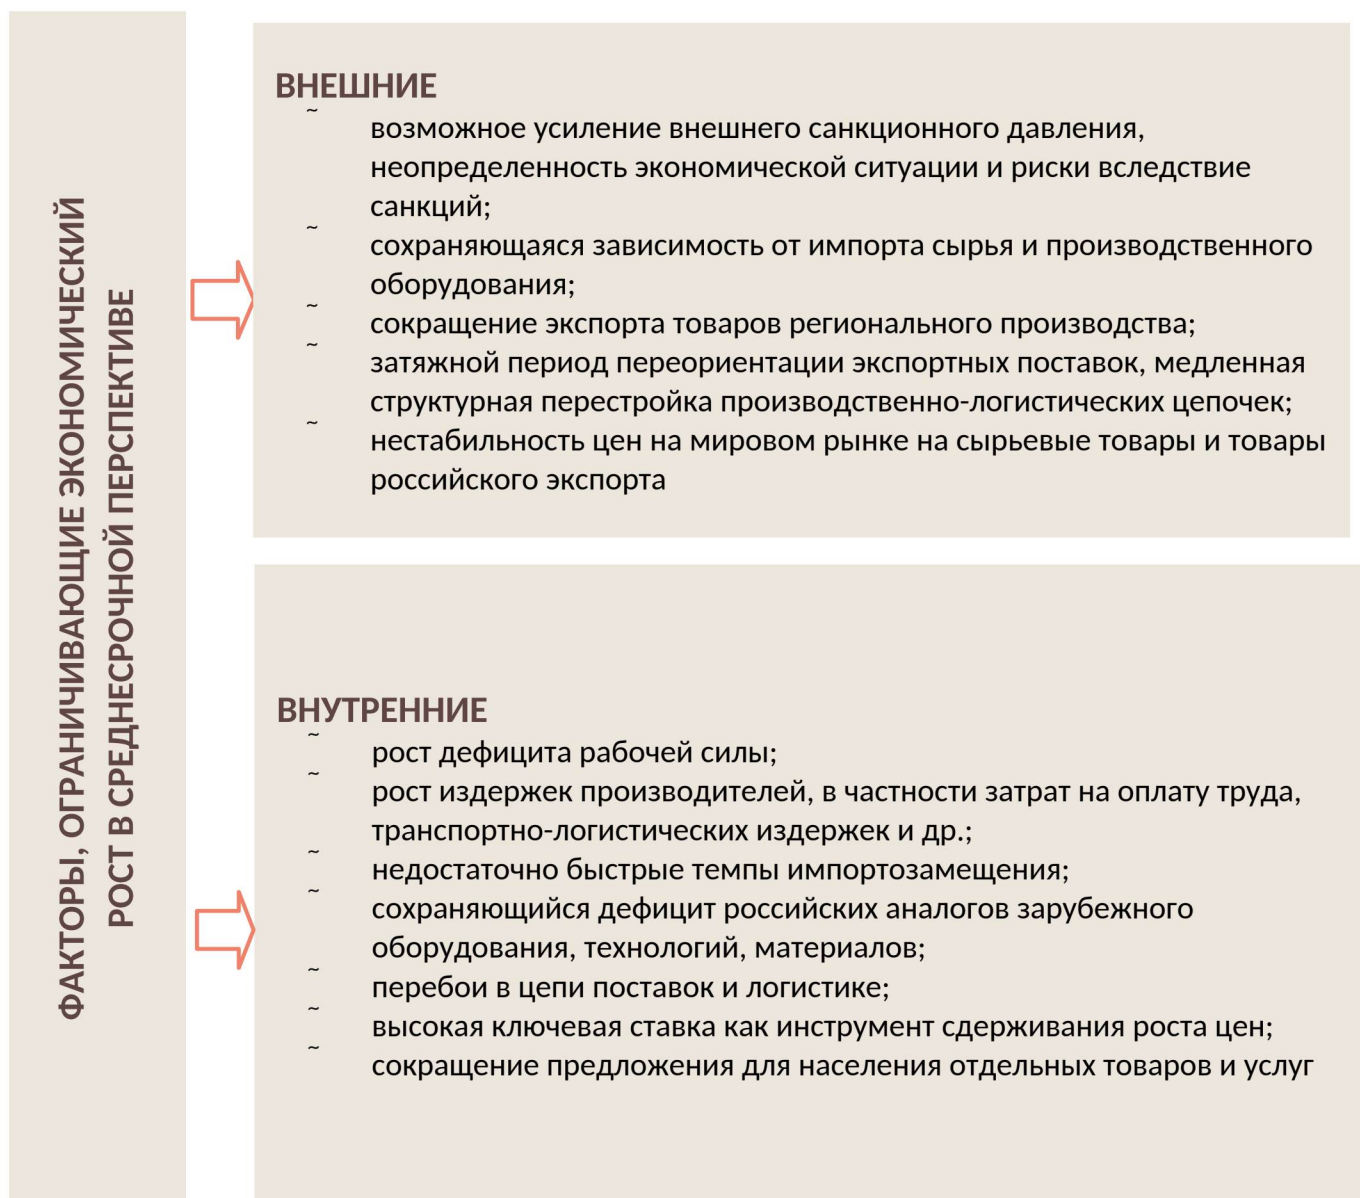 ФАКТОРЫ, ОГРАНИЧИВАЮЩИЕ ЭКОНОМИЧЕСКИЙ
РОСТ В СРЕДНЕСРОЧНОЙ ПЕРСПЕКТИВЕ
ВНЕШНИЕ
~ возможное усиление внешнего санкционного давления,
неопределенность экономической ситуации и риски вследствие
санкций;
~ сохраняющаяся зависимость от импорта сырья и производственного
оборудования;
~ сокращение экспорта товаров регионального производства;
~ затяжной период переориентации экспортных поставок, медленная
структурная перестройка производственно-логистических цепочек;
~ нестабильность цен на мировом рынке на сырьевые товары и товары
российского экспорта
ВНУТРЕННИЕ
~ рост дефицита рабочей силы;
~ рост издержек производителей, в частности затрат на оплату труда,
транспортно-логистических издержек и др.;
~ недостаточно быстрые темпы импортозамещения;
~ сохраняющийся дефицит российских аналогов зарубежного
оборудования, технологий, материалов;
~ перебои в цепи поставок и логистике;
~ высокая ключевая ставка как инструмент сдерживания роста цен;
~ сокращение предложения для населения отдельных товаров и услуг